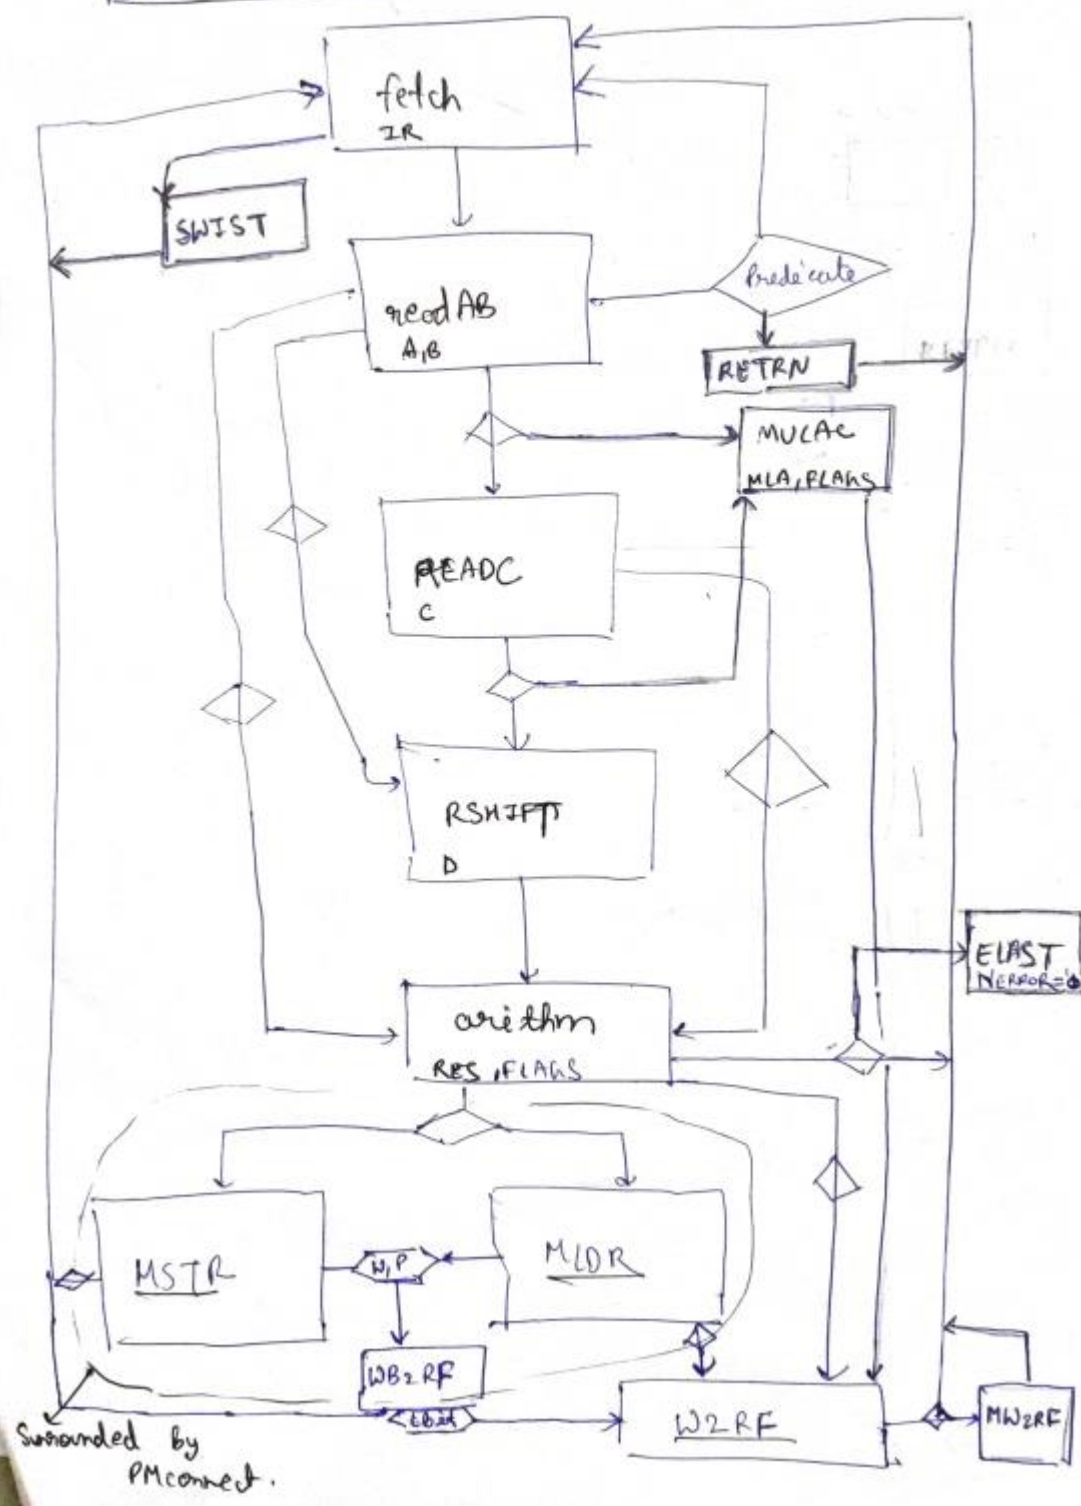 fetch
IR
SWIST
Predicate
readAB
A,B
RETRN
MULAC
MLA, FLAGS
READC
C
RSHIFT
D
ELAST
NERROR='0
arithm
RES, FLAGS
MSTR
W,P
MLDR
WB2RF
Lbit
W2RF
MW2RF
Surrounded by
PMconnect.